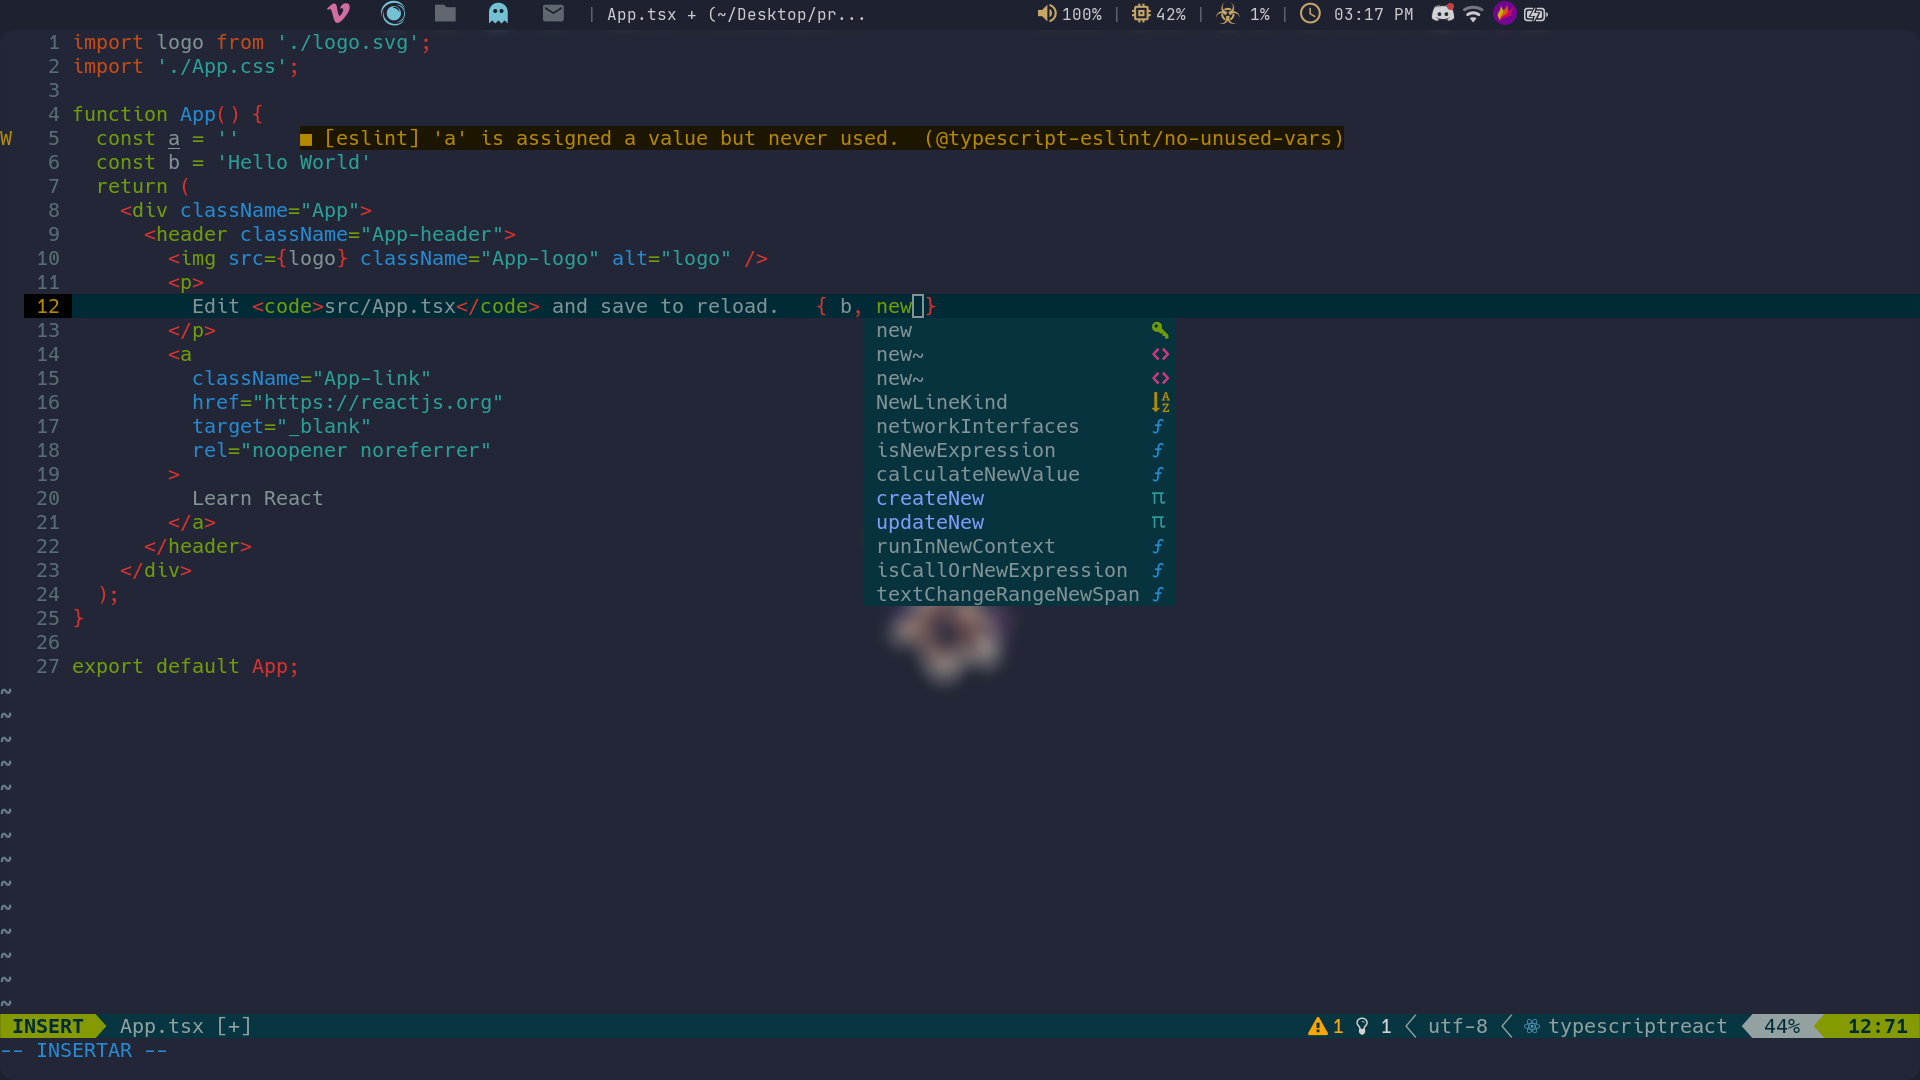 | App.tsx + (~/Desktop/pr... 100% | 42% | 1% | 03:17 PM
1 import logo from './logo.svg';
2 import './App.css';
3
4 function App() {
W 5   const a = ''     ■ [eslint] 'a' is assigned a value but never used.  (@typescript-eslint/no-unused-vars)
6   const b = 'Hello World'
7   return (
8     <div className="App">
9       <header className="App-header">
10         <img src={logo} className="App-logo" alt="logo" />
11         <p>
12           Edit <code>src/App.tsx</code> and save to reload.   { b, new }
new
new~
new~
NewLineKind
networkInterfaces
isNewExpression
calculateNewValue
createNew
updateNew
runInNewContext
isCallOrNewExpression
textChangeRangeNewSpan
13         </p>
14         <a
15           className="App-link"
16           href="https://reactjs.org"
17           target="_blank"
18           rel="noopener noreferrer"
19         >
20           Learn React
21         </a>
22       </header>
23     </div>
24   );
25 }
26
27 export default App;
~
~
~
~
~
~
~
~
~
~
~
~
~
~
INSERT App.tsx [+] 1 1 utf-8 typescriptreact 44% 12:71
-- INSERTAR --